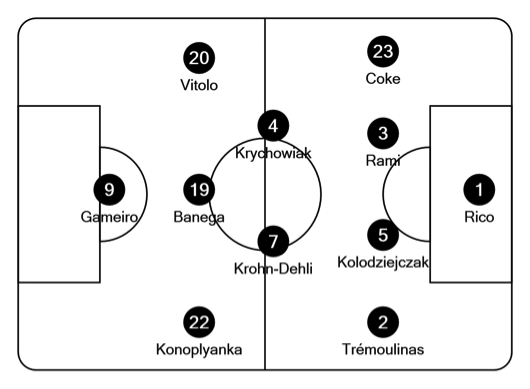 20
Vitolo
23
Coke
4
Krychowiak
3
Rami
9
Gameiro
19
Banega
1
Rico
7
Krohn-Dehli
5
Kolodziejczak
22
Konoplyanka
2
Trémoulinas